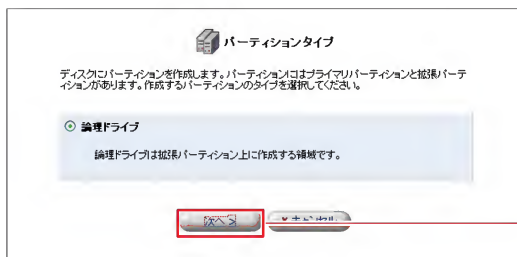 パーティションタイプ
ディスクにパーティションを作成します。パーティションにはプライマリパーティションと拡張パーテ
ィションがあります。作成するパーティションのタイプを選択してください。
論理ドライブ
論理ドライブは拡張パーティション上に作成する領域です。
次へ >
× キャンセル